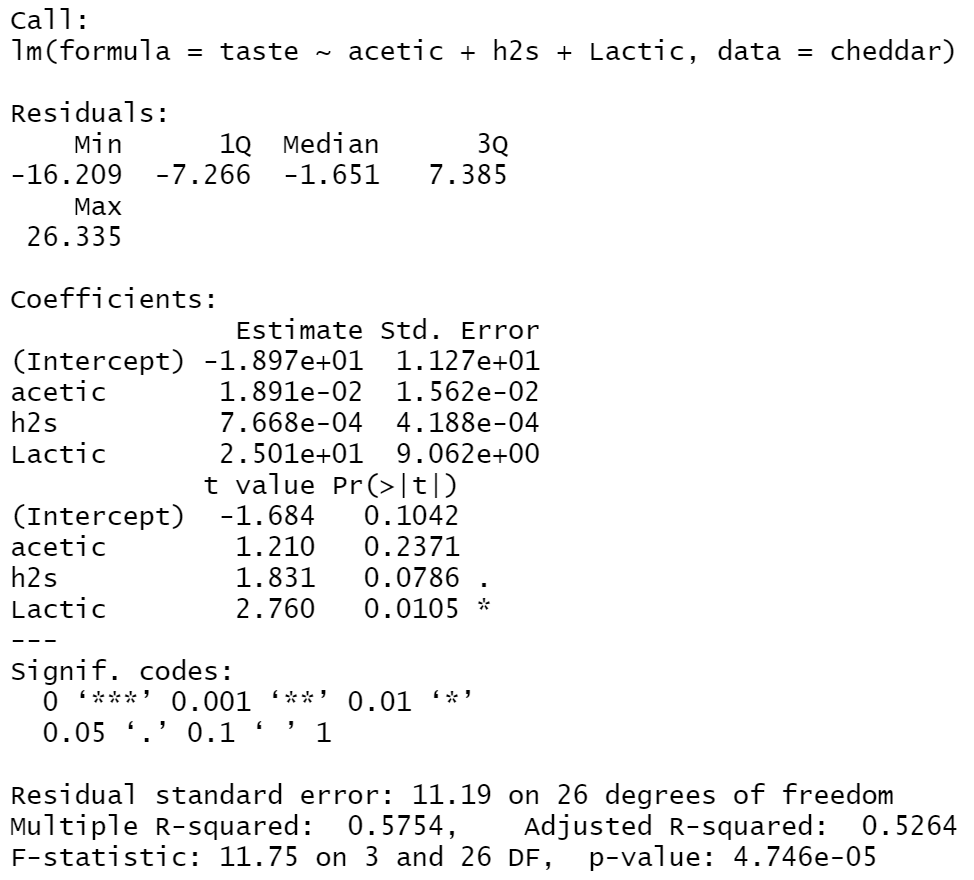 Call:
lm(formula = taste ~ acetic + h2s + Lactic, data = cheddar)

Residuals:
    Min      1Q  Median      3Q
-16.209  -7.266  -1.651   7.385
    Max
 26.335

Coefficients:
              Estimate Std. Error
(Intercept) -1.897e+01  1.127e+01
acetic       1.891e-02  1.562e-02
h2s          7.668e-04  4.188e-04
Lactic       2.501e+01  9.062e+00
            t value Pr(>|t|)
(Intercept)  -1.684   0.1042
acetic        1.210   0.2371
h2s           1.831   0.0786 .
Lactic        2.760   0.0105 *
---
Signif. codes:
  0 ‘***’ 0.001 ‘**’ 0.01 ‘*’
  0.05 ‘.’ 0.1 ‘ ’ 1

Residual standard error: 11.19 on 26 degrees of freedom
Multiple R-squared:  0.5754,    Adjusted R-squared:  0.5264
F-statistic: 11.75 on 3 and 26 DF,  p-value: 4.746e-05